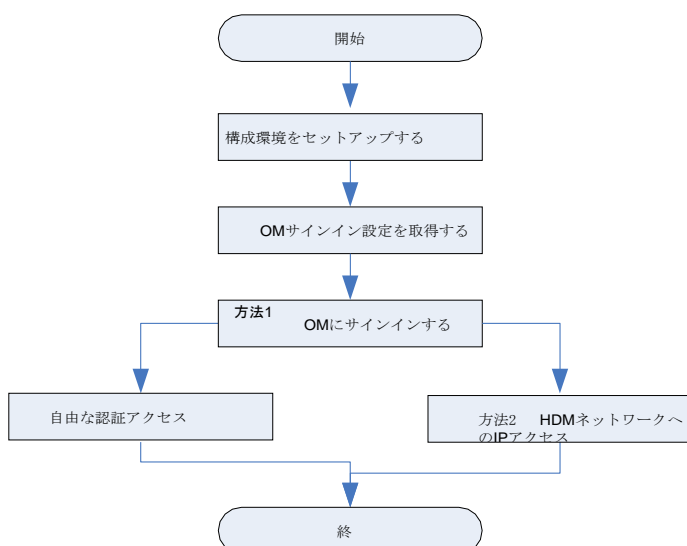 開始
構成環境をセットアップする
OMサインイン設定を取得する
方法1
OMにサインインする
自由な認証アクセス
方法2 HDMネットワークへ
のIPアクセス
終